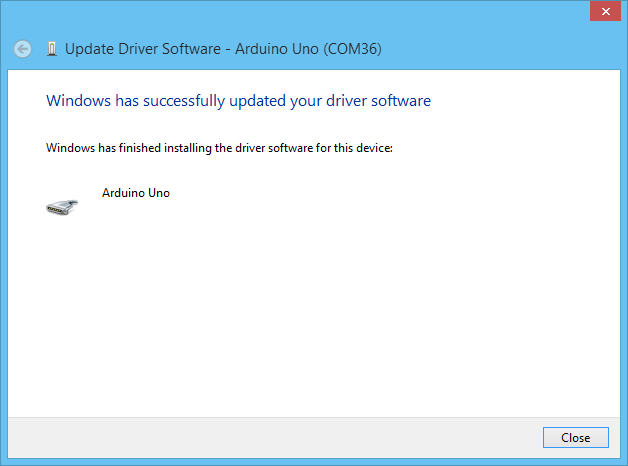 Update Driver Software - Arduino Uno (COM36)
Windows has successfully updated your driver software
Windows has finished installing the driver software for this device:
Arduino Uno
Close